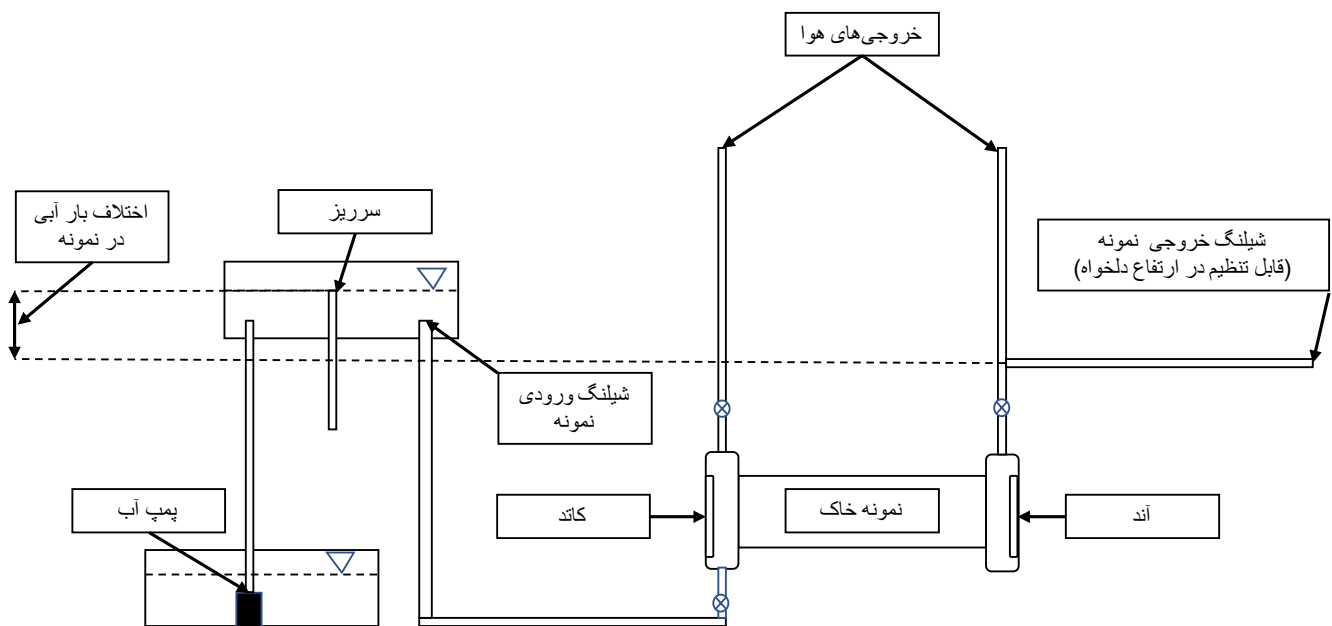 خروجی‌های هوا
اختلاف بار آبی
در نمونه
سرریز
شیلنگ خروجی نمونه
(قابل تنظیم در ارتفاع دلخواه)
شیلنگ ورودی
نمونه
پمپ آب
کاتد
نمونه خاک
آند